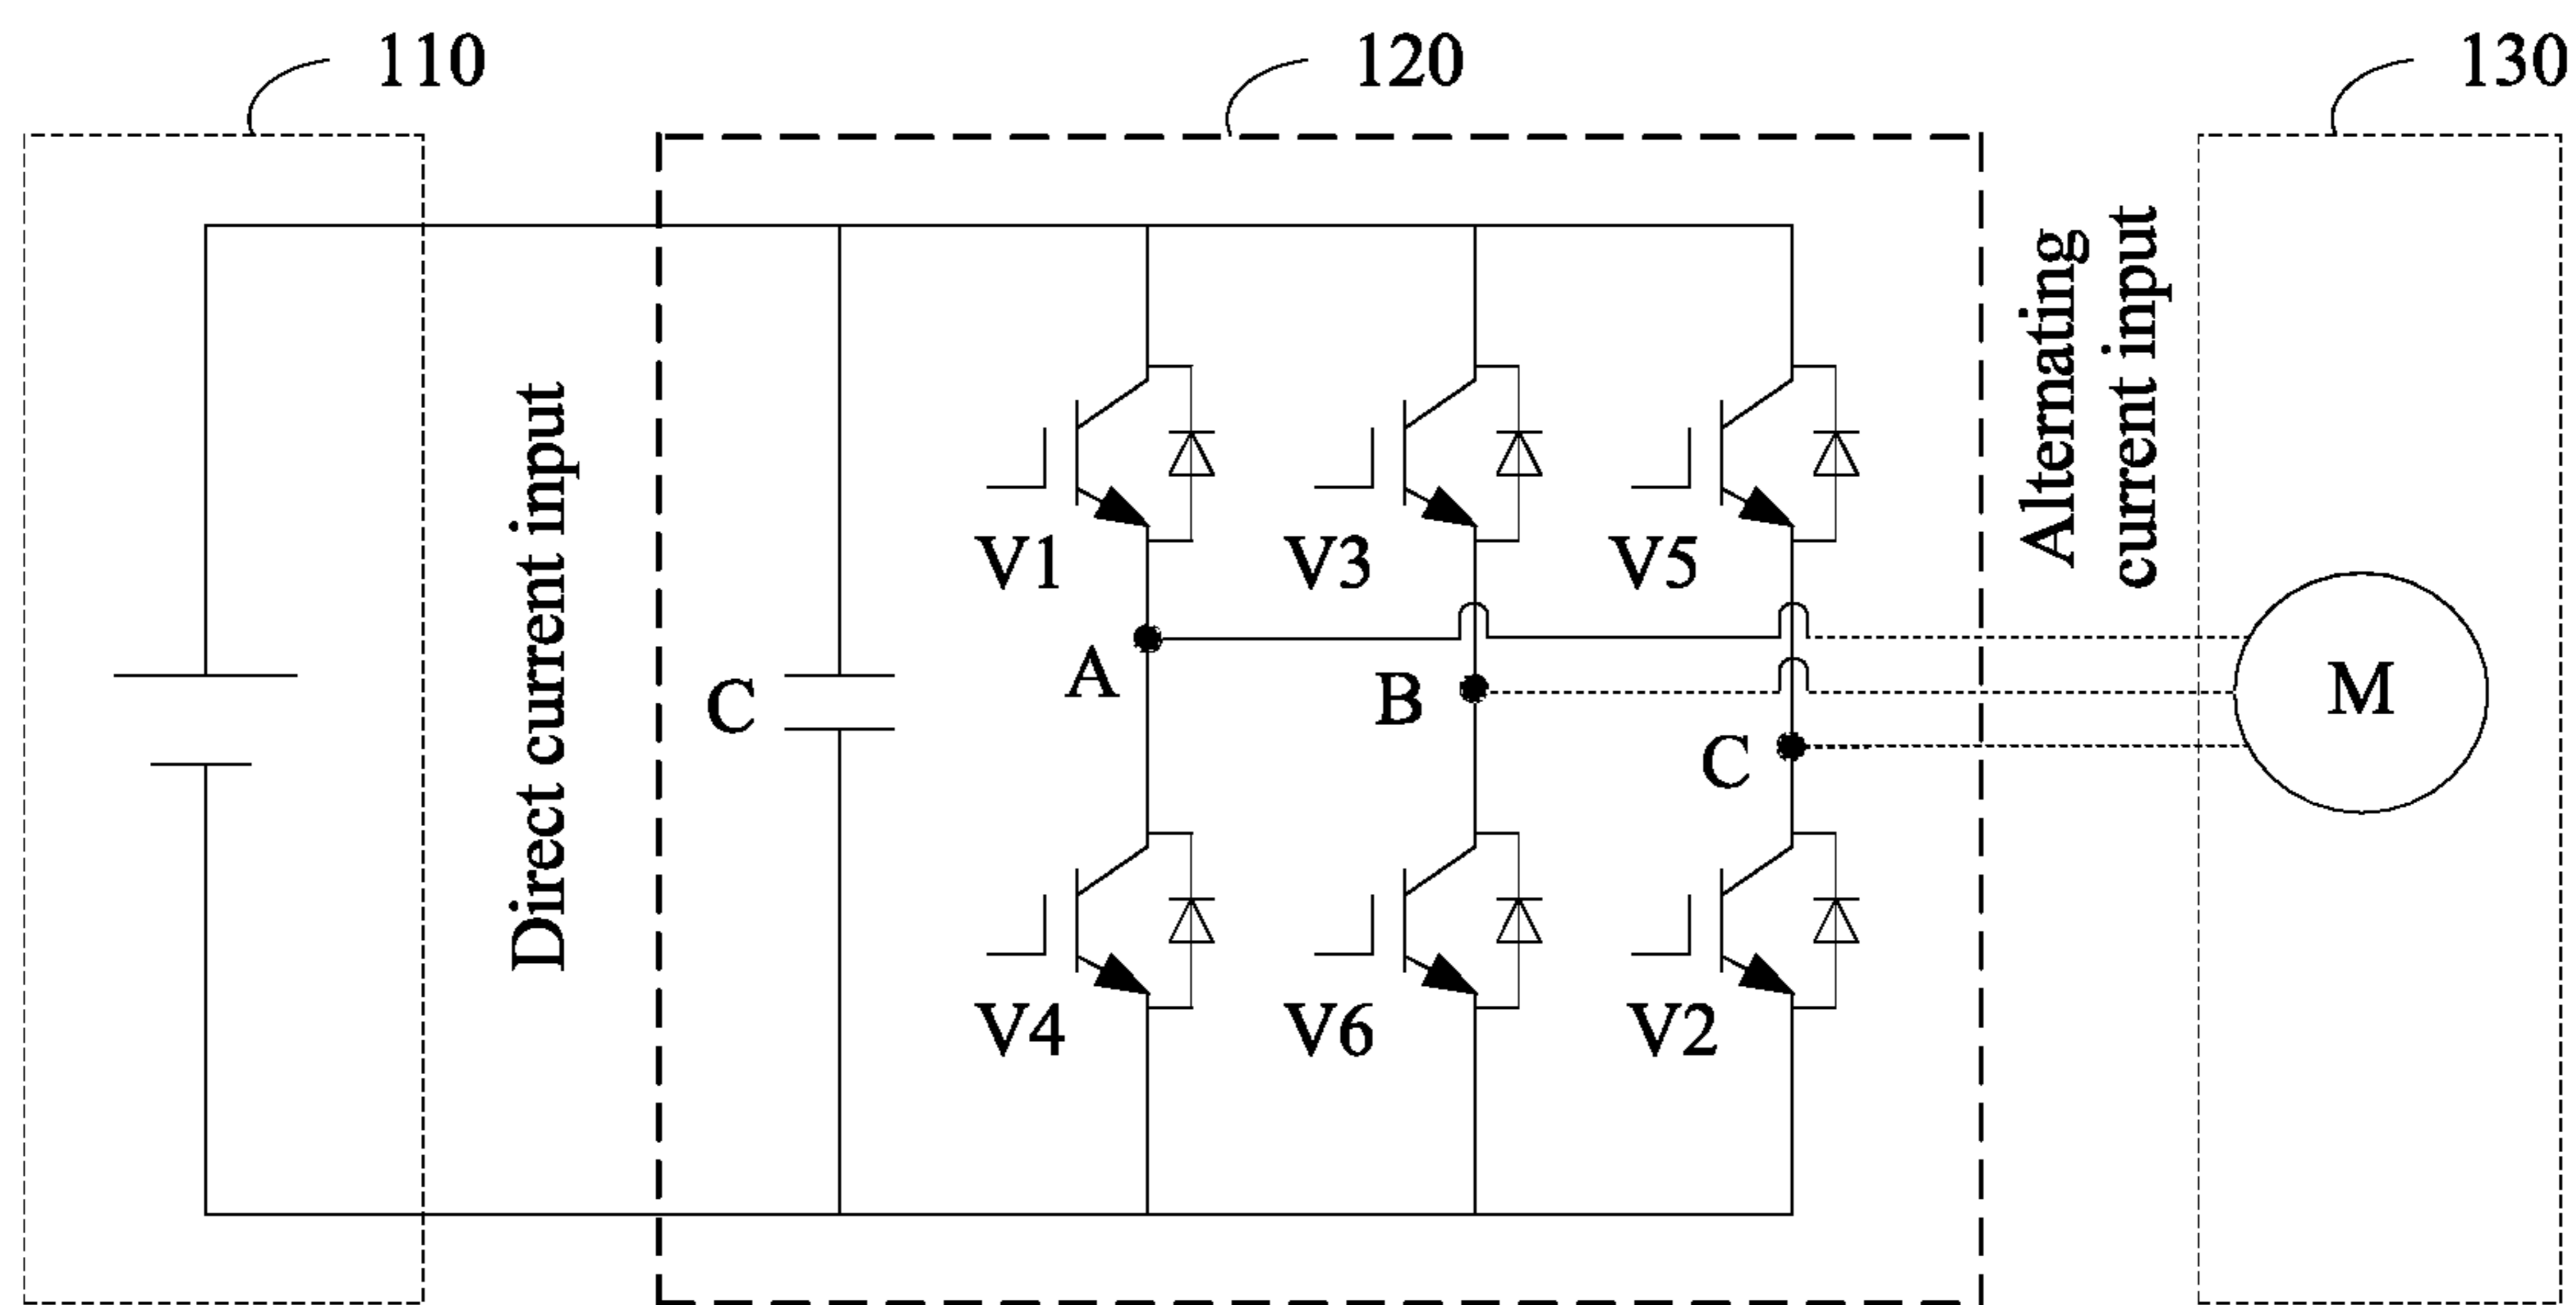 110
120
130
Direct current input
Alternating
current input
V1
V3
V5
A
B
C
C
M
V4
V6
V2